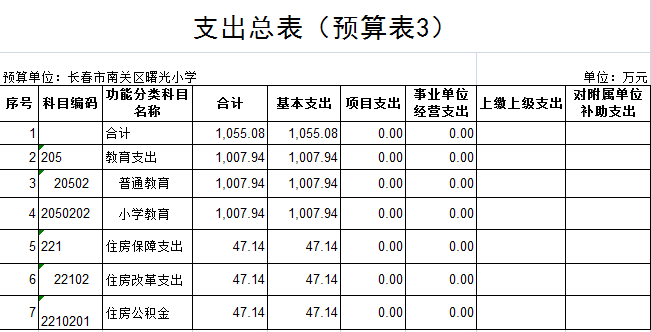 支出总表（预算表3）
预算单位：长春市南关区曙光小学 单位：万元
序号 科目编码 功能分类科目名称 合计 基本支出 项目支出 事业单位经营支出 上缴上级支出 对附属单位补助支出
1 合计 1,055.08 1,055.08 0.00 0.00
2 205 教育支出 1,007.94 1,007.94 0.00 0.00
3 20502 普通教育 1,007.94 1,007.94 0.00 0.00
4 2050202 小学教育 1,007.94 1,007.94 0.00 0.00
5 221 住房保障支出 47.14 47.14 0.00 0.00
6 22102 住房改革支出 47.14 47.14 0.00 0.00
7 2210201 住房公积金 47.14 47.14 0.00 0.00